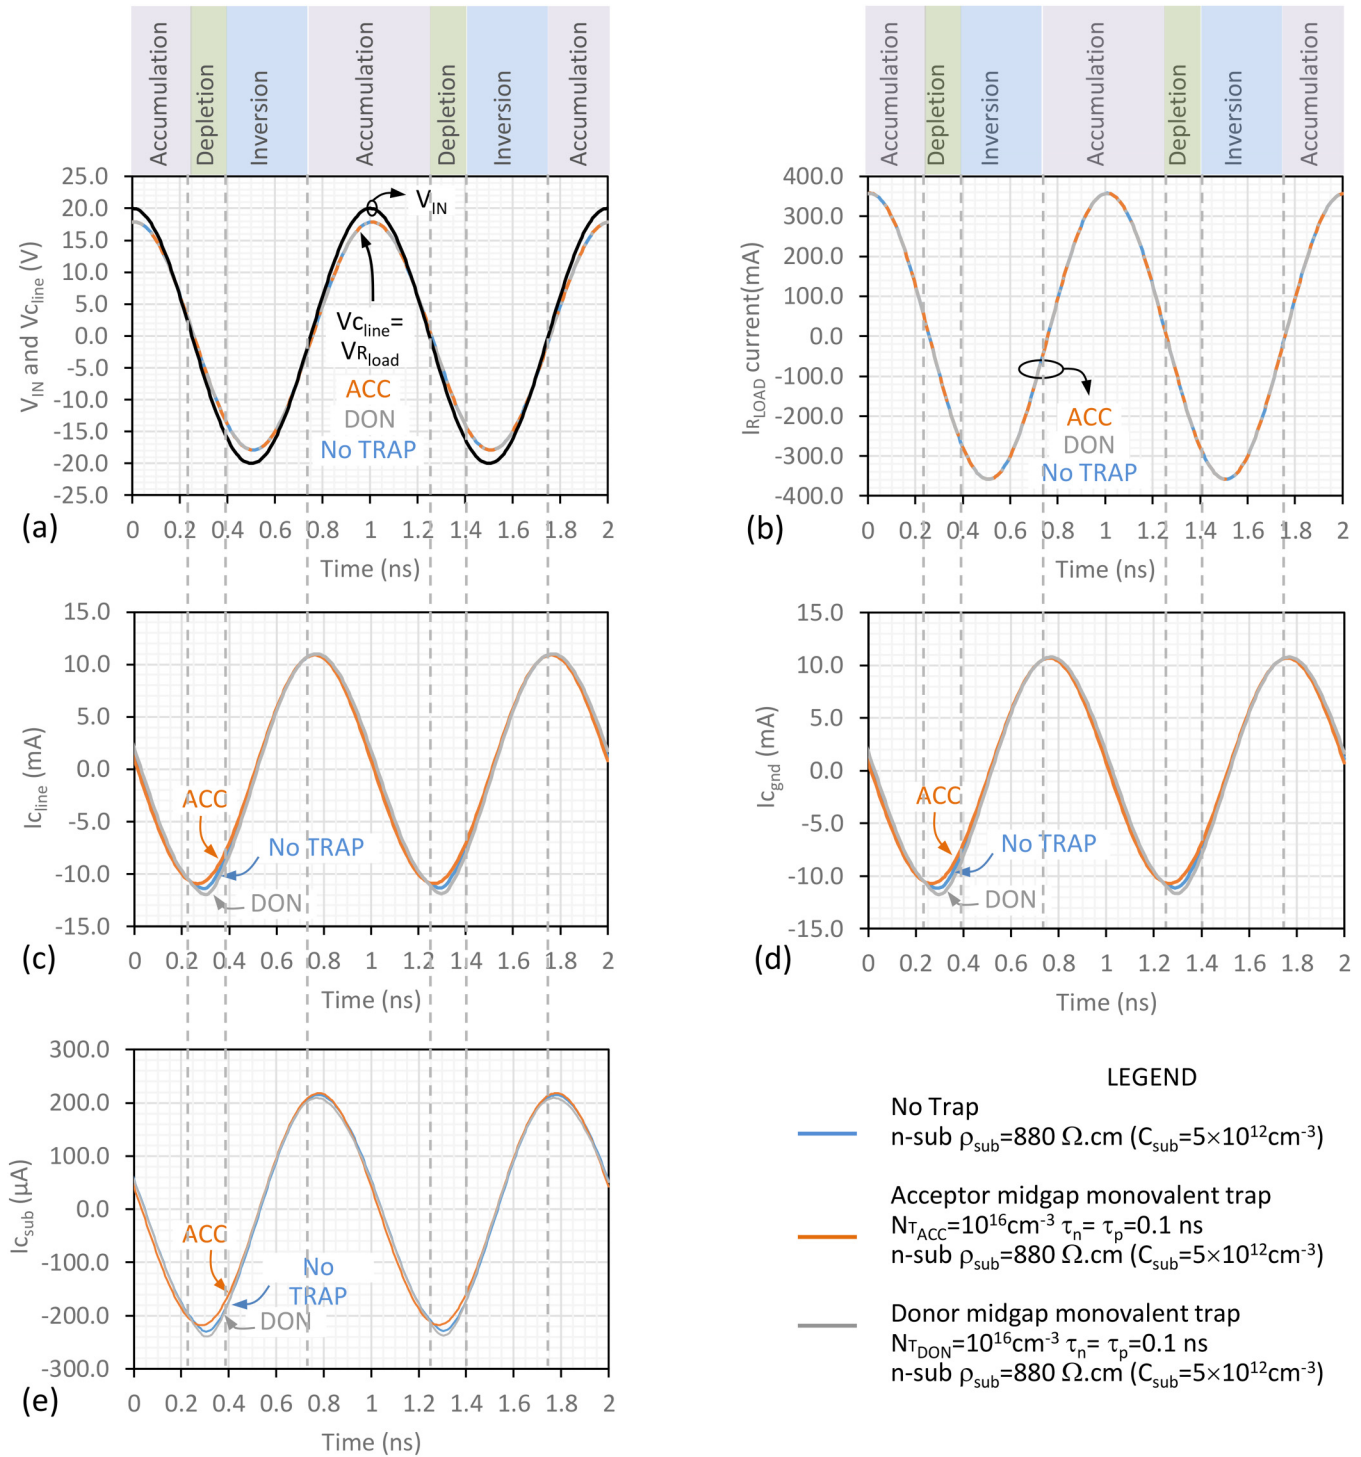 Accumulation
Depletion
Inversion
Accumulation
Depletion
Inversion
Accumulation
25.0
20.0
15.0
10.0
5.0
0.0
-5.0
-10.0
-15.0
-20.0
-25.0
V_IN and Vc_line (V)
V_IN
Vc_line=
V_Rload
ACC
DON
No TRAP
0 0.2 0.4 0.6 0.8 1 1.2 1.4 1.6 1.8 2
Time (ns)
(a)
Accumulation
Depletion
Inversion
Accumulation
Depletion
Inversion
Accumulation
400.0
300.0
200.0
100.0
0.0
-100.0
-200.0
-300.0
-400.0
I_RLOAD current(mA)
ACC
DON
No TRAP
0 0.2 0.4 0.6 0.8 1 1.2 1.4 1.6 1.8 2
Time (ns)
(b)
15.0
10.0
5.0
0.0
-5.0
-10.0
-15.0
Ic_line (mA)
ACC
No TRAP
DON
0 0.2 0.4 0.6 0.8 1 1.2 1.4 1.6 1.8 2
Time (ns)
(c)
15.0
10.0
5.0
0.0
-5.0
-10.0
-15.0
Ic_gnd (mA)
ACC
No TRAP
DON
0 0.2 0.4 0.6 0.8 1 1.2 1.4 1.6 1.8 2
Time (ns)
(d)
300.0
200.0
100.0
0.0
-100.0
-200.0
-300.0
Ic_sub (µA)
ACC
No
TRAP
DON
0 0.2 0.4 0.6 0.8 1 1.2 1.4 1.6 1.8 2
Time (ns)
(e)
LEGEND
No Trap
n-sub ρ_sub=880 Ω.cm (C_sub=5×10¹²cm⁻³)
Acceptor midgap monovalent trap
N_TACC=10¹⁶cm⁻³ τ_n= τ_p=0.1 ns
n-sub ρ_sub=880 Ω.cm (C_sub=5×10¹²cm⁻³)
Donor midgap monovalent trap
N_TDON=10¹⁶cm⁻³ τ_n= τ_p=0.1 ns
n-sub ρ_sub=880 Ω.cm (C_sub=5×10¹²cm⁻³)